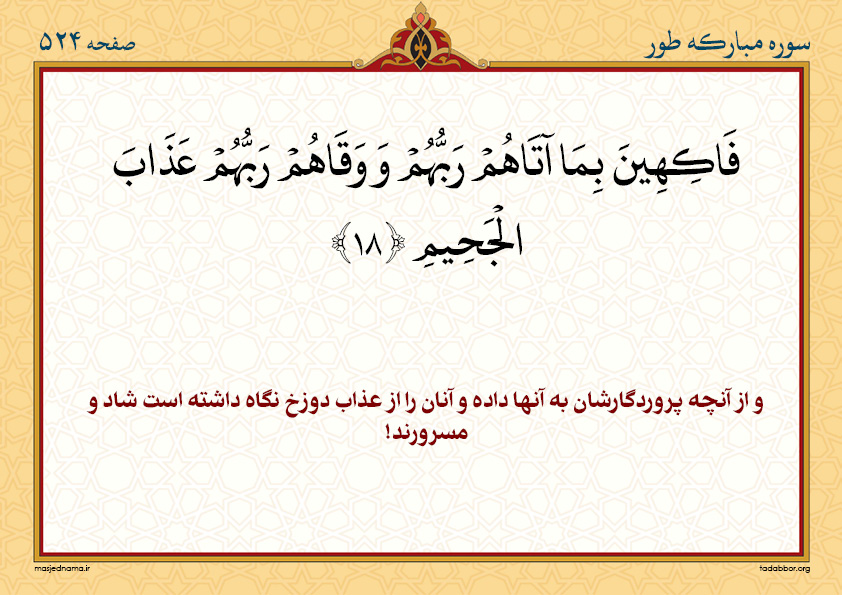 سوره مبارکه طور
صفحه ۵۲۴
فَاكِهِينَ بِمَا آتَاهُمْ رَبُّهُمْ وَوَقَاهُمْ رَبُّهُمْ عَذَابَ
الْجَحِيمِ ﴿١٨﴾
و از آنچه پروردگارشان به آنها داده و آنان را از عذاب دوزخ نگاه داشته است شاد و
مسرورند!
masjednama.ir
tadabbor.org